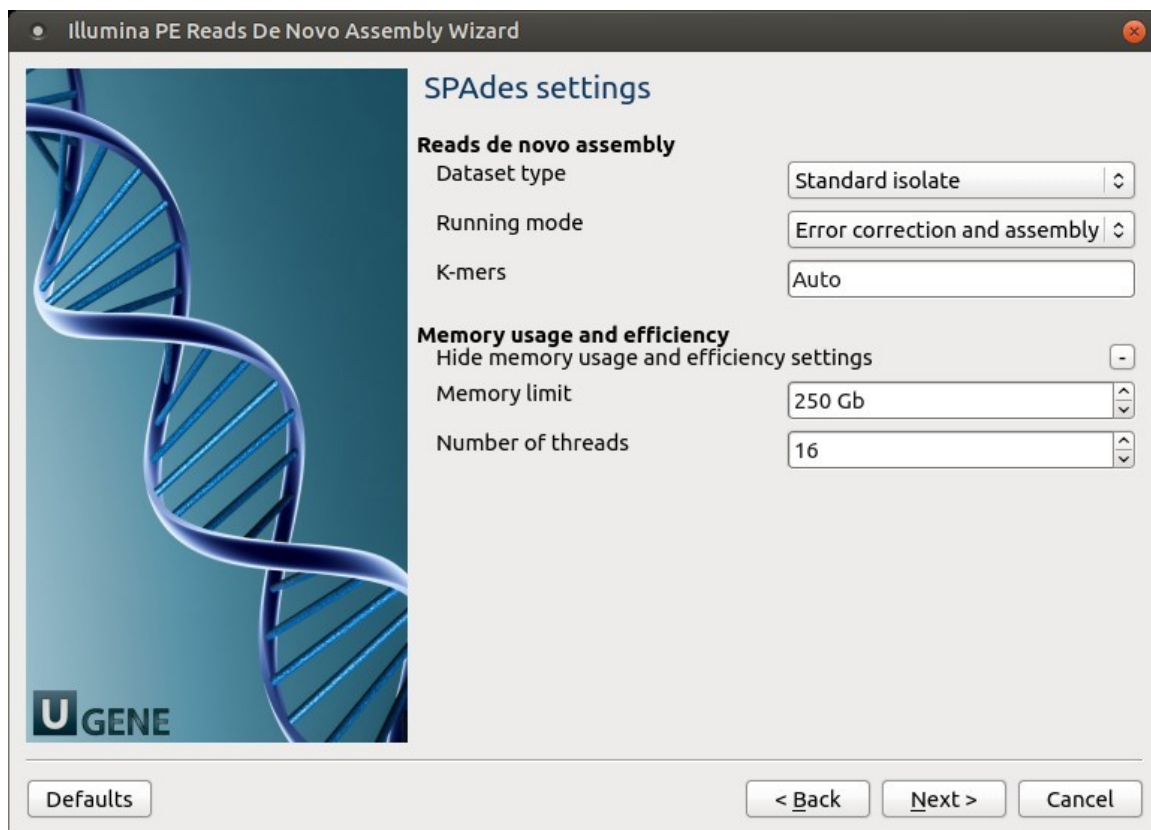 Illumina PE Reads De Novo Assembly Wizard
SPAdes settings
Reads de novo assembly
Dataset type Standard isolate
Running mode Error correction and assembly
K-mers Auto
Memory usage and efficiency
Hide memory usage and efficiency settings -
Memory limit 250 Gb
Number of threads 16
U GENE
Defaults < Back Next > Cancel